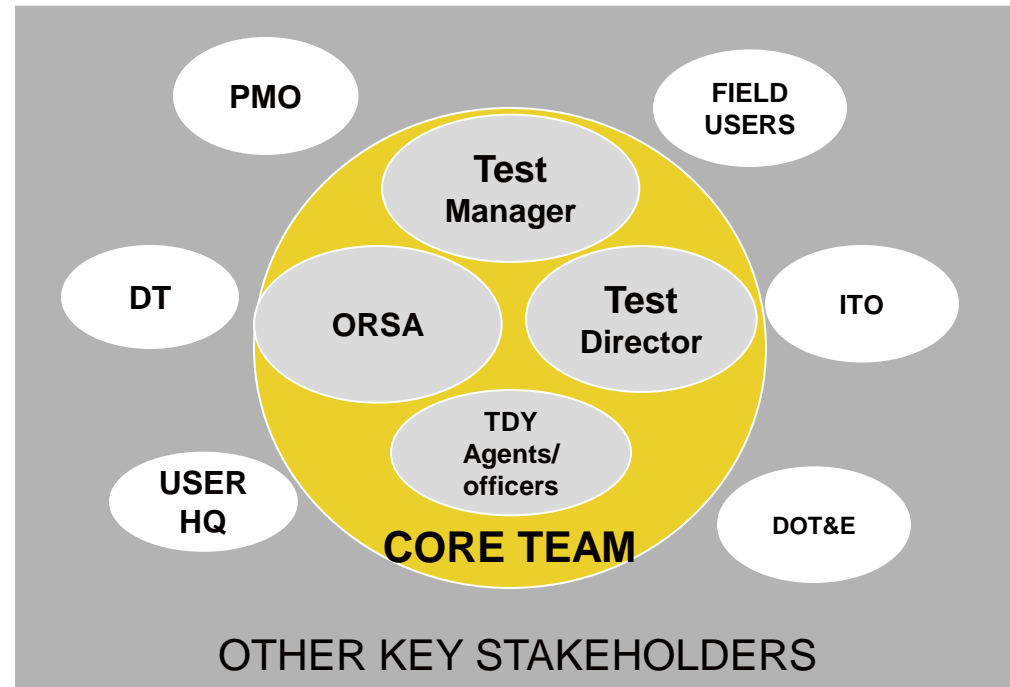 PMO
FIELD
USERS
Test
Manager
DT
ORSA
Test
Director
ITO
TDY
Agents/
officers
USER
HQ
DOT&E
CORE TEAM
OTHER KEY STAKEHOLDERS